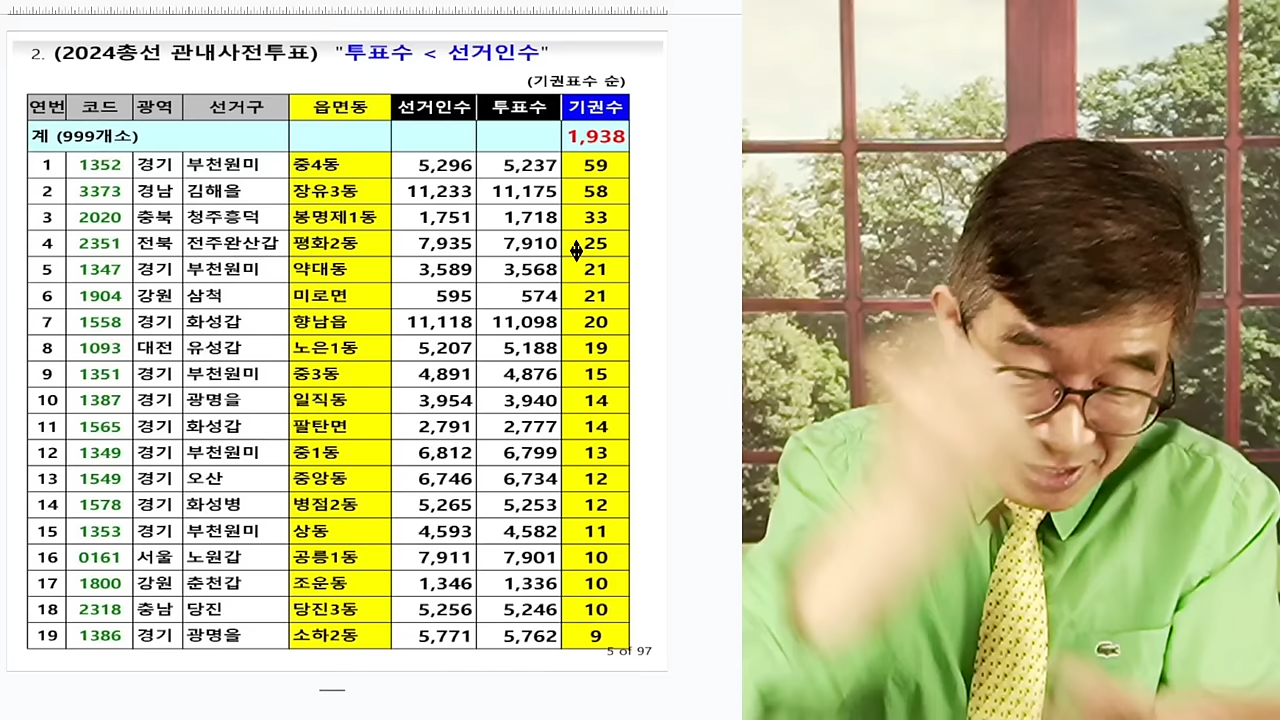 2. (2024총선 관내사전투표) "투표수 < 선거인수"
(기권표수 순)
연번 코드 광역 선거구 읍면동 선거인수 투표수 기권수
계 (999개소) 1,938
1 1352 경기 부천원미 중4동 5,296 5,237 59
2 3373 경남 김해을 장유3동 11,233 11,175 58
3 2020 충북 청주흥덕 봉명제1동 1,751 1,718 33
4 2351 전북 전주완산갑 평화2동 7,935 7,910 25
5 1347 경기 부천원미 약대동 3,589 3,568 21
6 1904 강원 삼척 미로면 595 574 21
7 1558 경기 화성갑 향남읍 11,118 11,098 20
8 1093 대전 유성갑 노은1동 5,207 5,188 19
9 1351 경기 부천원미 중3동 4,891 4,876 15
10 1387 경기 광명을 일직동 3,954 3,940 14
11 1565 경기 화성갑 팔탄면 2,791 2,777 14
12 1349 경기 부천원미 중1동 6,812 6,799 13
13 1549 경기 오산 중앙동 6,746 6,734 12
14 1578 경기 화성병 병점2동 5,265 5,253 12
15 1353 경기 부천원미 상동 4,593 4,582 11
16 0161 서울 노원갑 공릉1동 7,911 7,901 10
17 1800 강원 춘천갑 조운동 1,346 1,336 10
18 2318 충남 당진 당진3동 5,256 5,246 10
19 1386 경기 광명을 소하2동 5,771 5,762 9
5 of 97